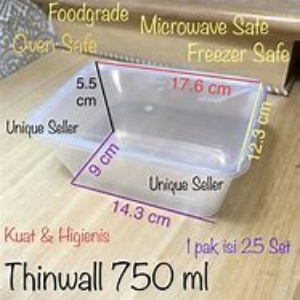 Foodgrade
Microwave Safe
Oven Safe
Freezer Safe
5.5 cm
17.6 cm
Unique Seller
12.3 cm
9 cm
Unique Seller
14.3 cm
Kuat & Higienis
1 pak isi 25 Set
Thinwall 750 ml